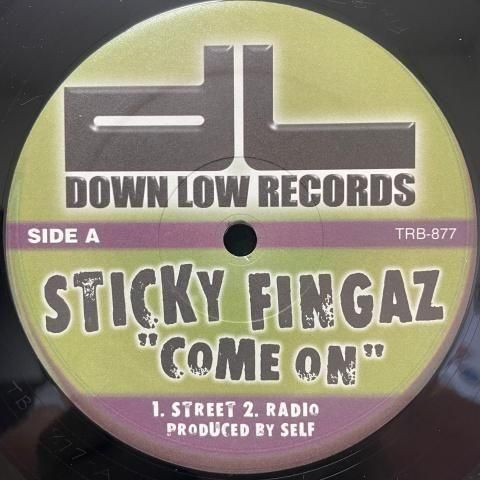 dL
DOWN LOW RECORDS
SIDE A
TRB-877
STICKY FINGAZ
"COME ON"
1. STREET 2. RADIO
PRODUCED BY SELF